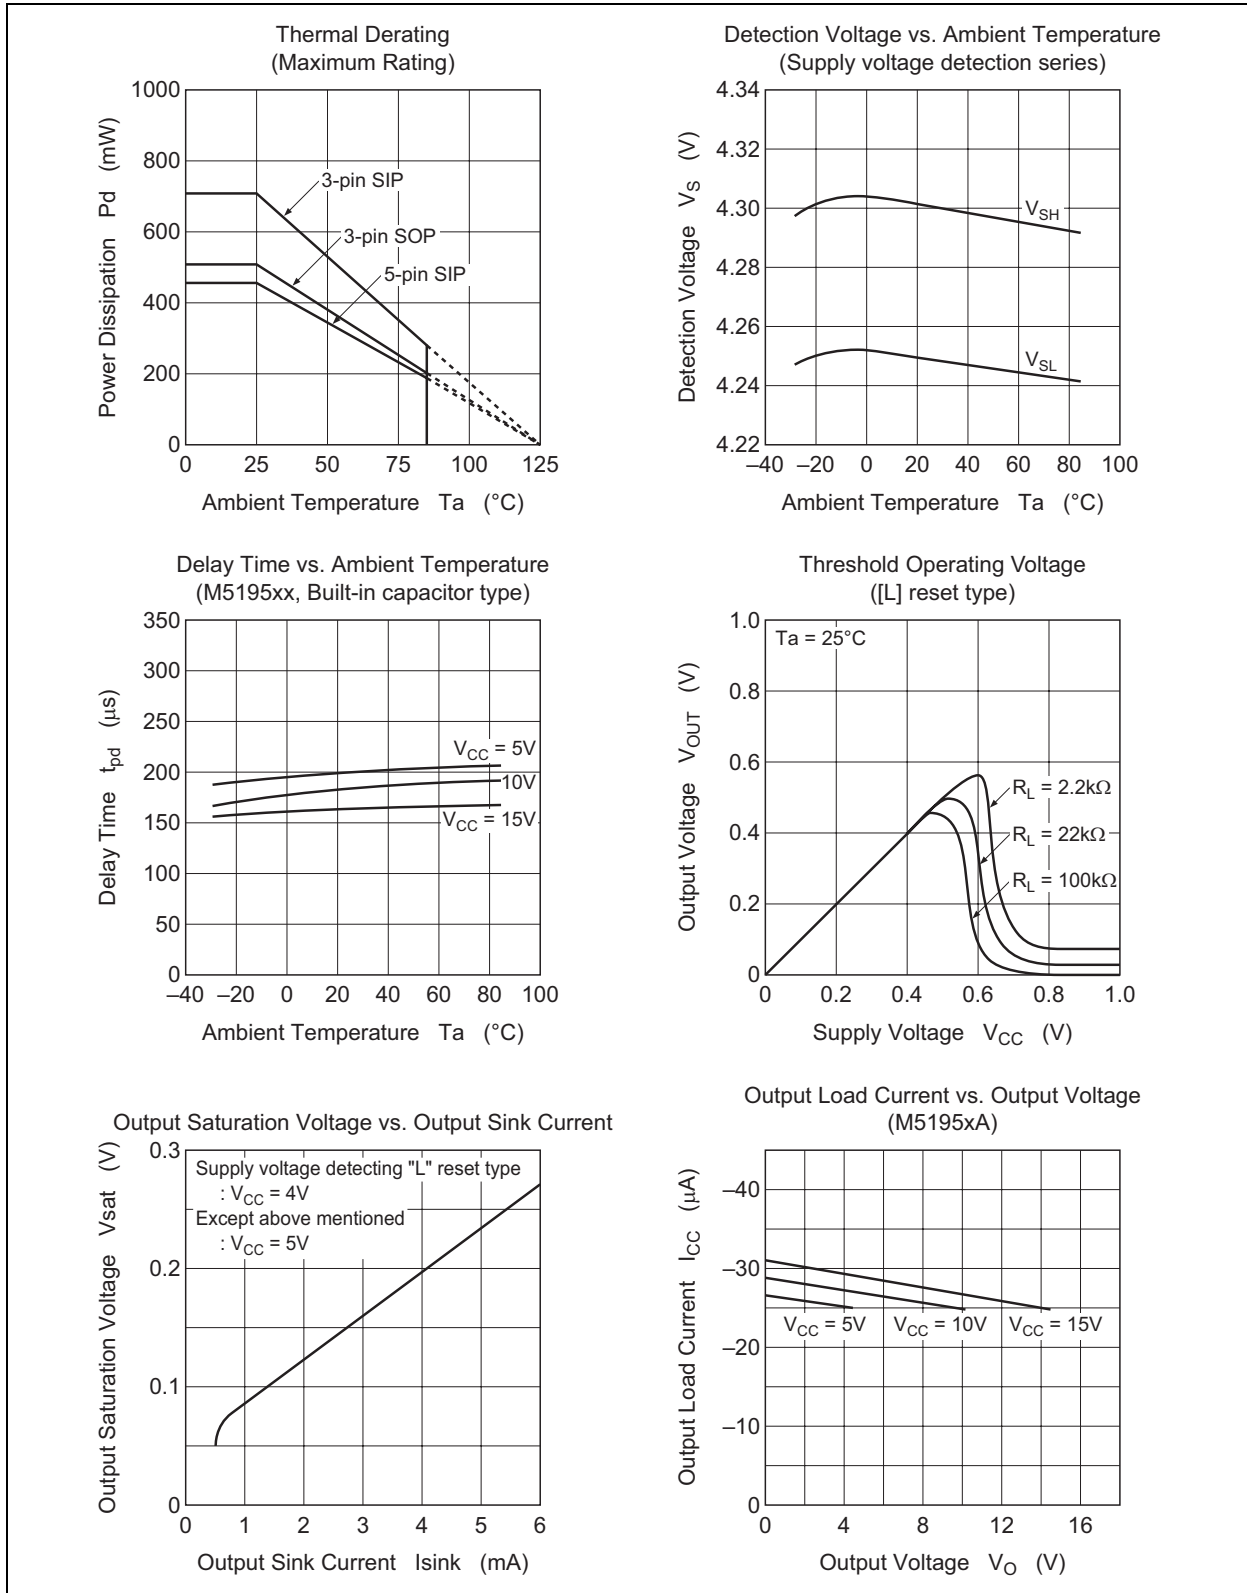 Thermal Derating
(Maximum Rating)
Power Dissipation Pd (mW)
1000
800
600
400
200
0
3-pin SIP
3-pin SOP
5-pin SIP
0 25 50 75 100 125
Ambient Temperature Ta (°C)
Detection Voltage vs. Ambient Temperature
(Supply voltage detection series)
Detection Voltage VS (V)
4.34
4.32
4.30
4.28
4.26
4.24
4.22
VSH
VSL
–40 –20 0 20 40 60 80 100
Ambient Temperature Ta (°C)
Delay Time vs. Ambient Temperature
(M5195xx, Built-in capacitor type)
Delay Time tpd (μs)
350
300
250
200
150
100
50
0
VCC = 5V
10V
VCC = 15V
–40 –20 0 20 40 60 80 100
Ambient Temperature Ta (°C)
Threshold Operating Voltage
([L] reset type)
Output Voltage VOUT (V)
1.0
0.8
0.6
0.4
0.2
0
Ta = 25°C
RL = 2.2kΩ
RL = 22kΩ
RL = 100kΩ
0 0.2 0.4 0.6 0.8 1.0
Supply Voltage VCC (V)
Output Saturation Voltage vs. Output Sink Current
Output Saturation Voltage Vsat (V)
0.3
0.2
0.1
0
Supply voltage detecting "L" reset type
: VCC = 4V
Except above mentioned
: VCC = 5V
0 1 2 3 4 5 6
Output Sink Current Isink (mA)
Output Load Current vs. Output Voltage
(M5195xA)
Output Load Current ICC (μA)
–40
–30
–20
–10
0
VCC = 5V VCC = 10V VCC = 15V
0 4 8 12 16
Output Voltage VO (V)